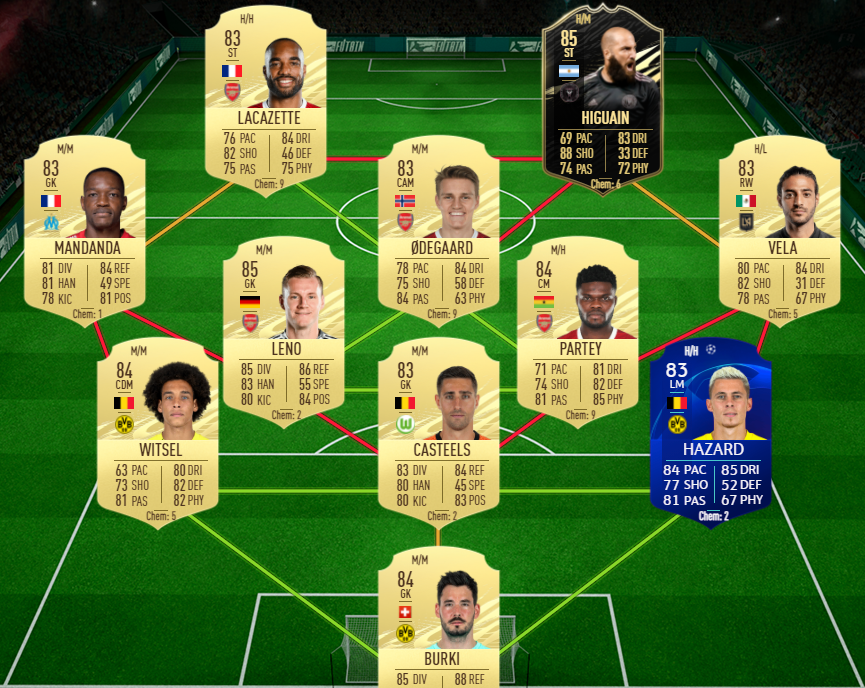 FUTBIN
H/H
83
ST
LACAZETTE
76 PAC 84 DRI
82 SHO 46 DEF
75 PAS 75 PHY
Chem: 9
H/M
85
ST
HIGUAIN
69 PAC 83 DRI
88 SHO 33 DEF
74 PAS 72 PHY
Chem: 6
M/M
83
GK
MANDANDA
81 DIV 84 REF
81 HAN 49 SPE
78 KIC 81 POS
Chem: 1
M/M
83
CAM
ØDEGAARD
78 PAC 84 DRI
75 SHO 58 DEF
84 PAS 63 PHY
Chem: 9
H/L
83
RW
VELA
80 PAC 84 DRI
82 SHO 31 DEF
78 PAS 67 PHY
Chem: 5
M/M
85
GK
LENO
85 DIV 86 REF
83 HAN 55 SPE
80 KIC 84 POS
Chem: 2
M/H
84
CM
PARTEY
71 PAC 81 DRI
74 SHO 82 DEF
81 PAS 85 PHY
Chem: 9
M/M
84
CDM
WITSEL
63 PAC 80 DRI
73 SHO 82 DEF
81 PAS 82 PHY
Chem: 5
M/M
83
GK
CASTEELS
83 DIV 84 REF
80 HAN 45 SPE
80 KIC 83 POS
Chem: 2
H/H
83
LM
HAZARD
84 PAC 85 DRI
77 SHO 52 DEF
81 PAS 67 PHY
Chem: 2
M/M
84
GK
BURKI
85 DIV 88 REF